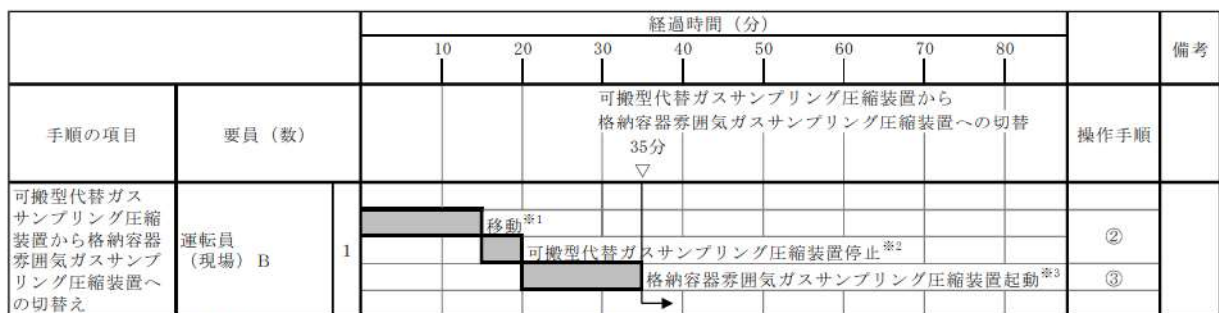 経過時間（分）
10 20 30 40 50 60 70 80
備考
手順の項目
要員（数）
可搬型代替ガスサンプリング圧縮装置から
格納容器雰囲気ガスサンプリング圧縮装置への切替
35分
▽
操作手順
可搬型代替ガス
サンプリング圧縮
装置から格納容器
雰囲気ガスサンプ
リング圧縮装置へ
の切替え
運転員
（現場）B
1
移動※1
可搬型代替ガスサンプリング圧縮装置停止※2
格納容器雰囲気ガスサンプリング圧縮装置起動※3
②
③